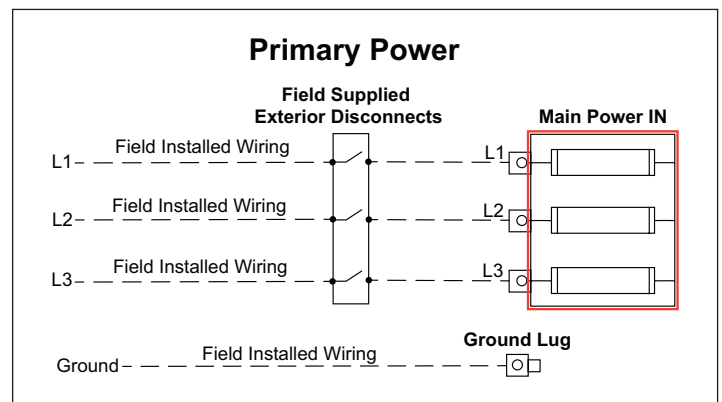 Primary Power
Field Supplied
Exterior Disconnects
Main Power IN
L1 Field Installed Wiring L1
L2 Field Installed Wiring L2
L3 Field Installed Wiring L3
Ground Lug
Ground Field Installed Wiring